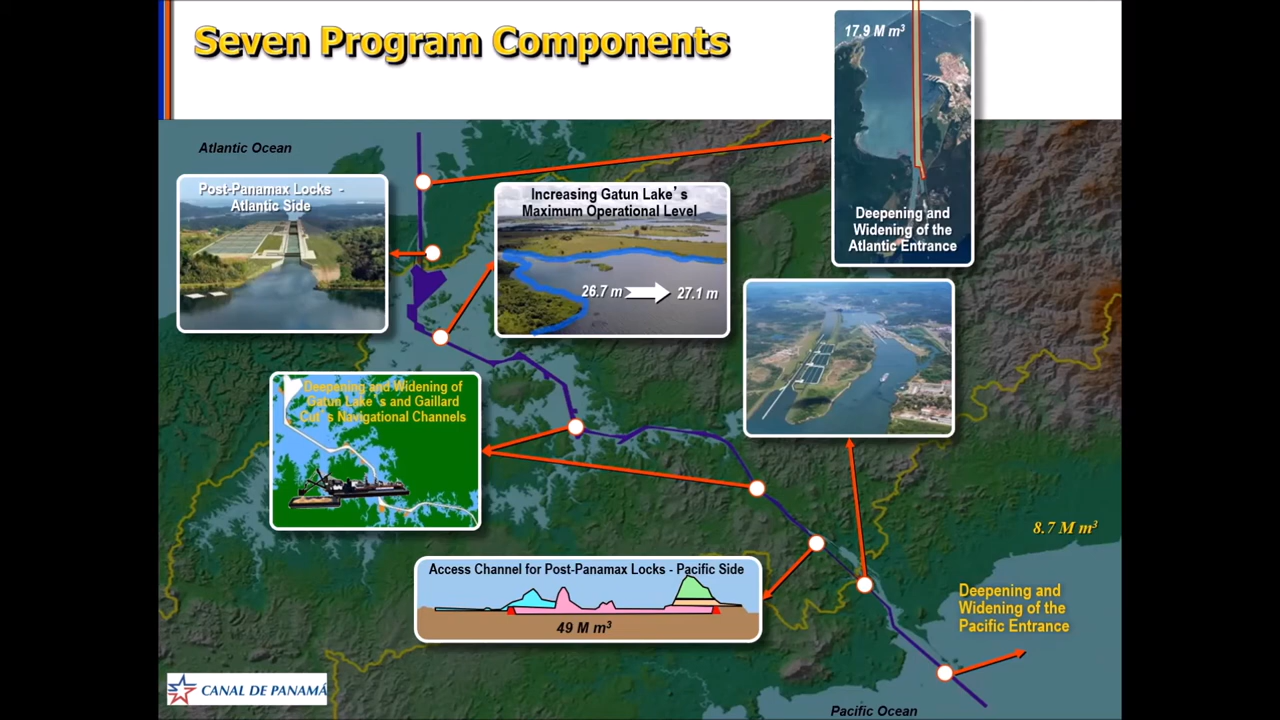 Seven Program Components
17.9 M m³
Atlantic Ocean
Post-Panamax Locks -
Atlantic Side
Increasing Gatun Lake's
Maximum Operational Level
26.7 m
27.1 m
Deepening and
Widening of the
Atlantic Entrance
Deepening and Widening of
Gatun Lake's and Gaillard
Cut's Navigational Channels
8.7 M m³
Access Channel for Post-Panamax Locks - Pacific Side
49 M m³
Deepening and
Widening of the
Pacific Entrance
CANAL DE PANAMÁ
Pacific Ocean